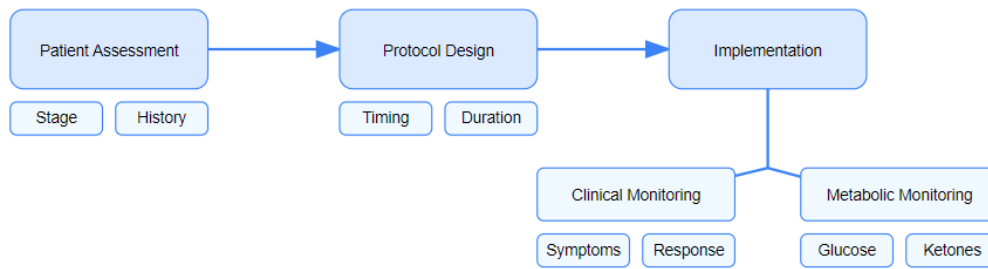 Patient Assessment
Protocol Design
Implementation
Stage
History
Timing
Duration
Clinical Monitoring
Metabolic Monitoring
Symptoms
Response
Glucose
Ketones